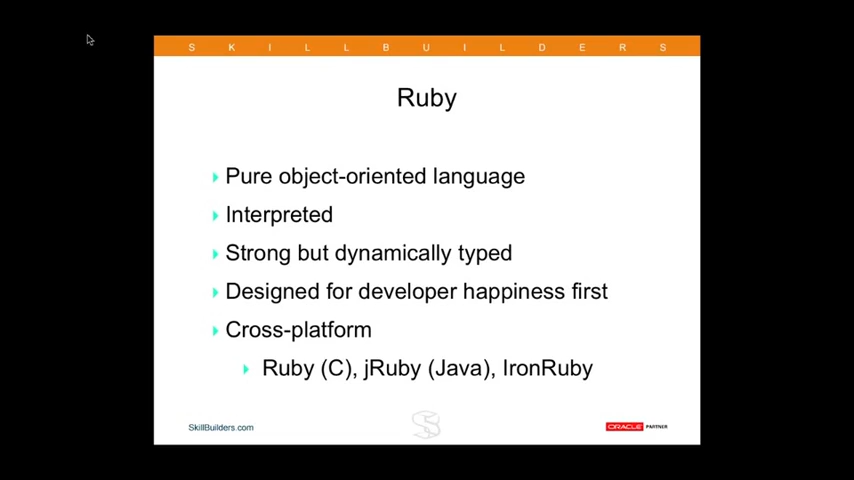 SKILLBUILDERS
Ruby
Pure object-oriented language
Interpreted
Strong but dynamically typed
Designed for developer happiness first
Cross-platform
Ruby (C), jRuby (Java), IronRuby
SkillBuilders.com
ORACLE PARTNER